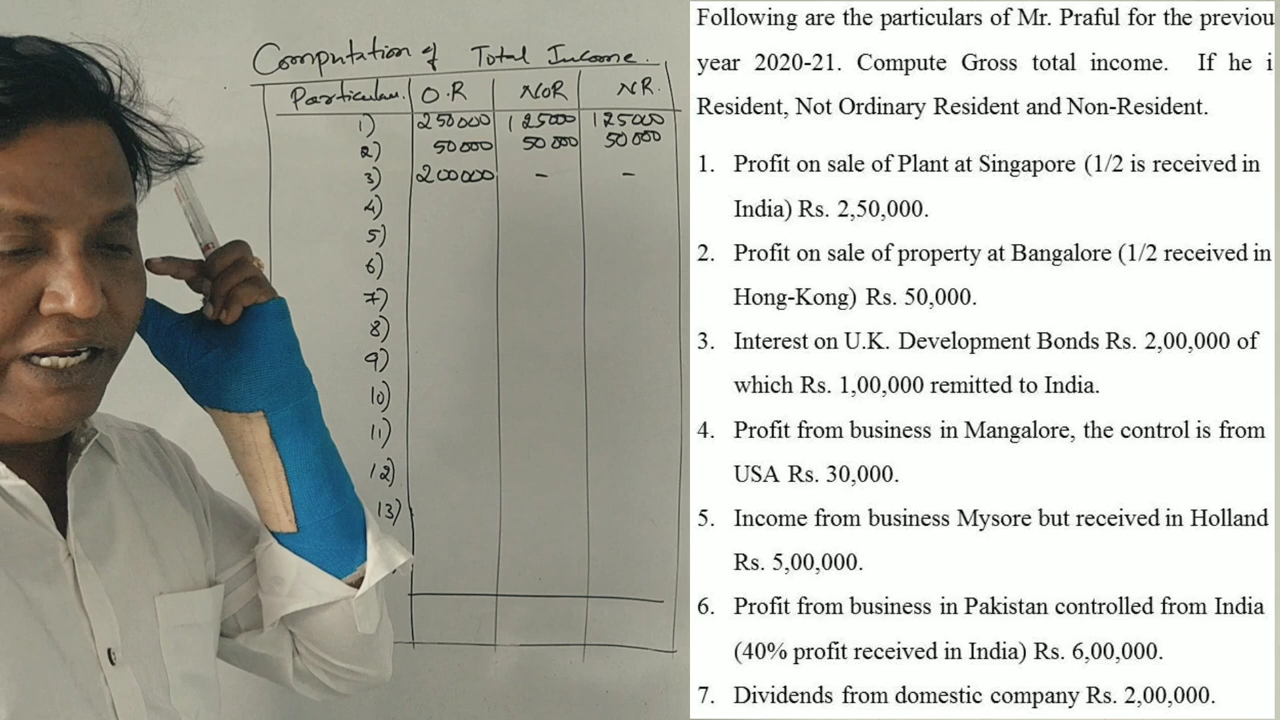 Computation of Total Income.
Particulars. O.R NOR NR.
1) 250000 125000 125000
2) 50000 50000 50000
3) 200000 - -
4)
5)
6)
7)
8)
9)
10)
11)
12)
13)
Following are the particulars of Mr. Praful for the previou
year 2020-21. Compute Gross total income. If he i
Resident, Not Ordinary Resident and Non-Resident.
1. Profit on sale of Plant at Singapore (1/2 is received in
India) Rs. 2,50,000.
2. Profit on sale of property at Bangalore (1/2 received in
Hong-Kong) Rs. 50,000.
3. Interest on U.K. Development Bonds Rs. 2,00,000 of
which Rs. 1,00,000 remitted to India.
4. Profit from business in Mangalore, the control is from
USA Rs. 30,000.
5. Income from business Mysore but received in Holland
Rs. 5,00,000.
6. Profit from business in Pakistan controlled from India
(40% profit received in India) Rs. 6,00,000.
7. Dividends from domestic company Rs. 2,00,000.